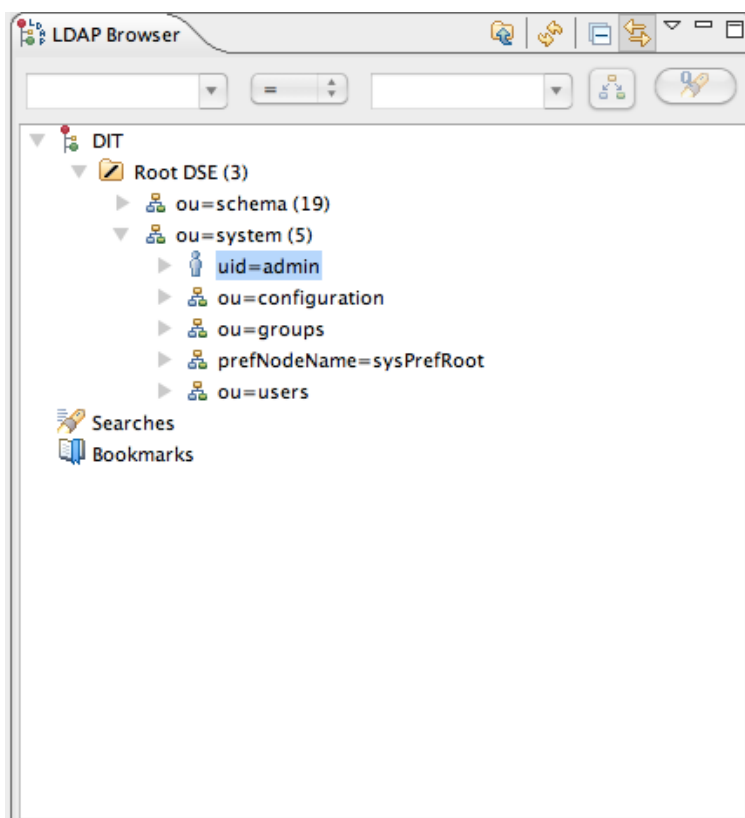 LDAP Browser
=
DIT
Root DSE (3)
ou=schema (19)
ou=system (5)
uid=admin
ou=configuration
ou=groups
prefNodeName=sysPrefRoot
ou=users
Searches
Bookmarks